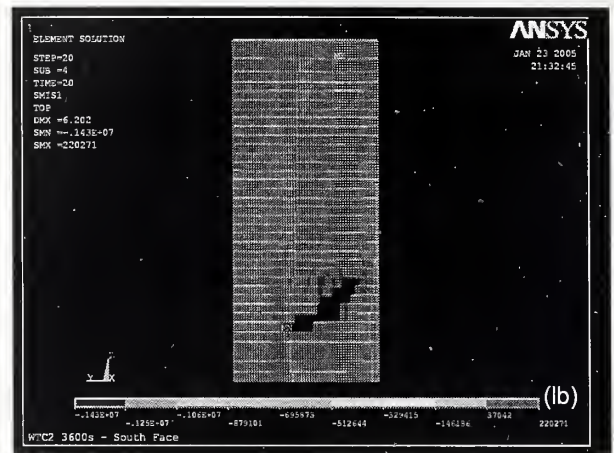 ANSYS
ELEMENT SOLUTION
JAN 23 2005
21:32:45
STEP=20
SUB =4
TIME=20
SMIS1
TOP
DMX =6.202
SMN =-.143E+07
SMX =220271
Y X
(lb)
-.143E+07 -.106E+07 -695973 -329415 37042
-.125E+07 -879101 -512644 -146186 220271
WTC2 3600s - South Face